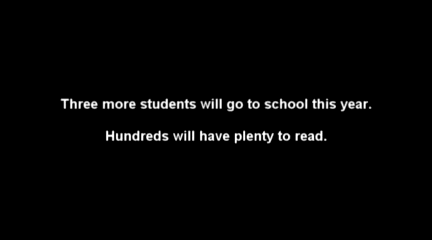 Three more students will go to school this year.
Hundreds will have plenty to read.